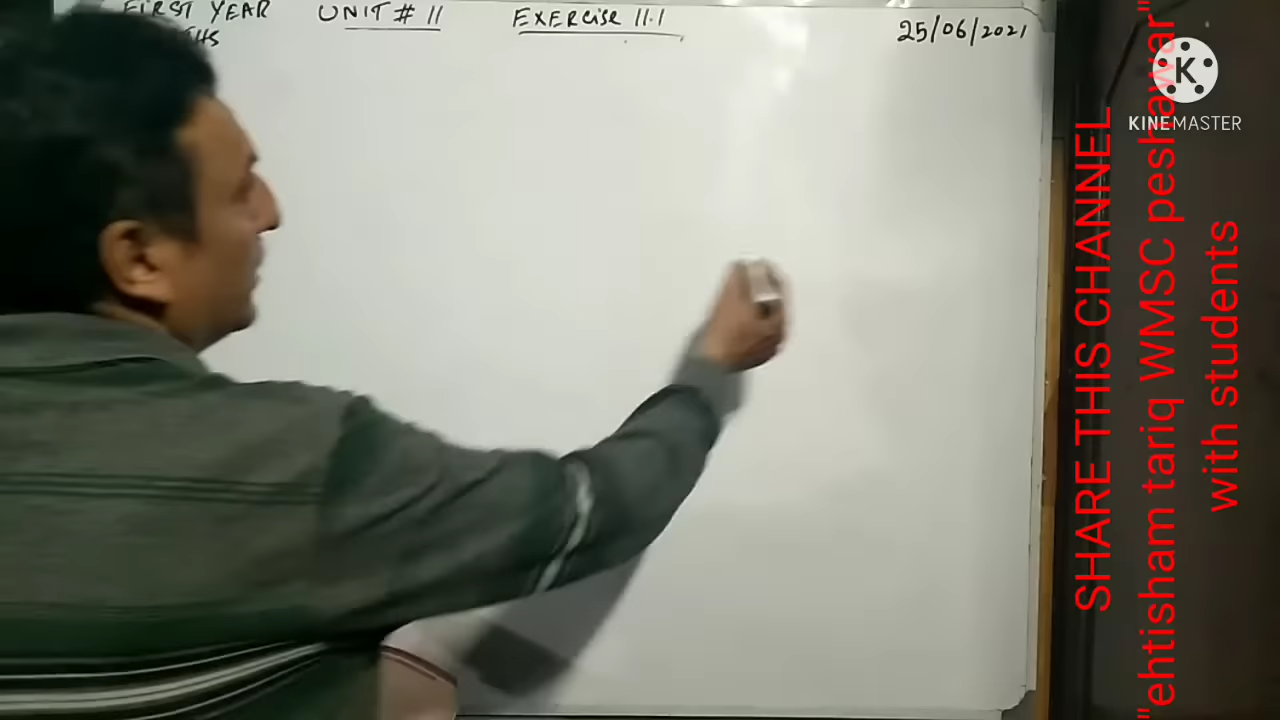 FIRST YEAR UNIT # 11 EXERCISE 11.1 25/06/2021
K
KINEMASTER
SHARE THIS CHANNEL
"ehtisham tariq WMSC peshawar"
with students